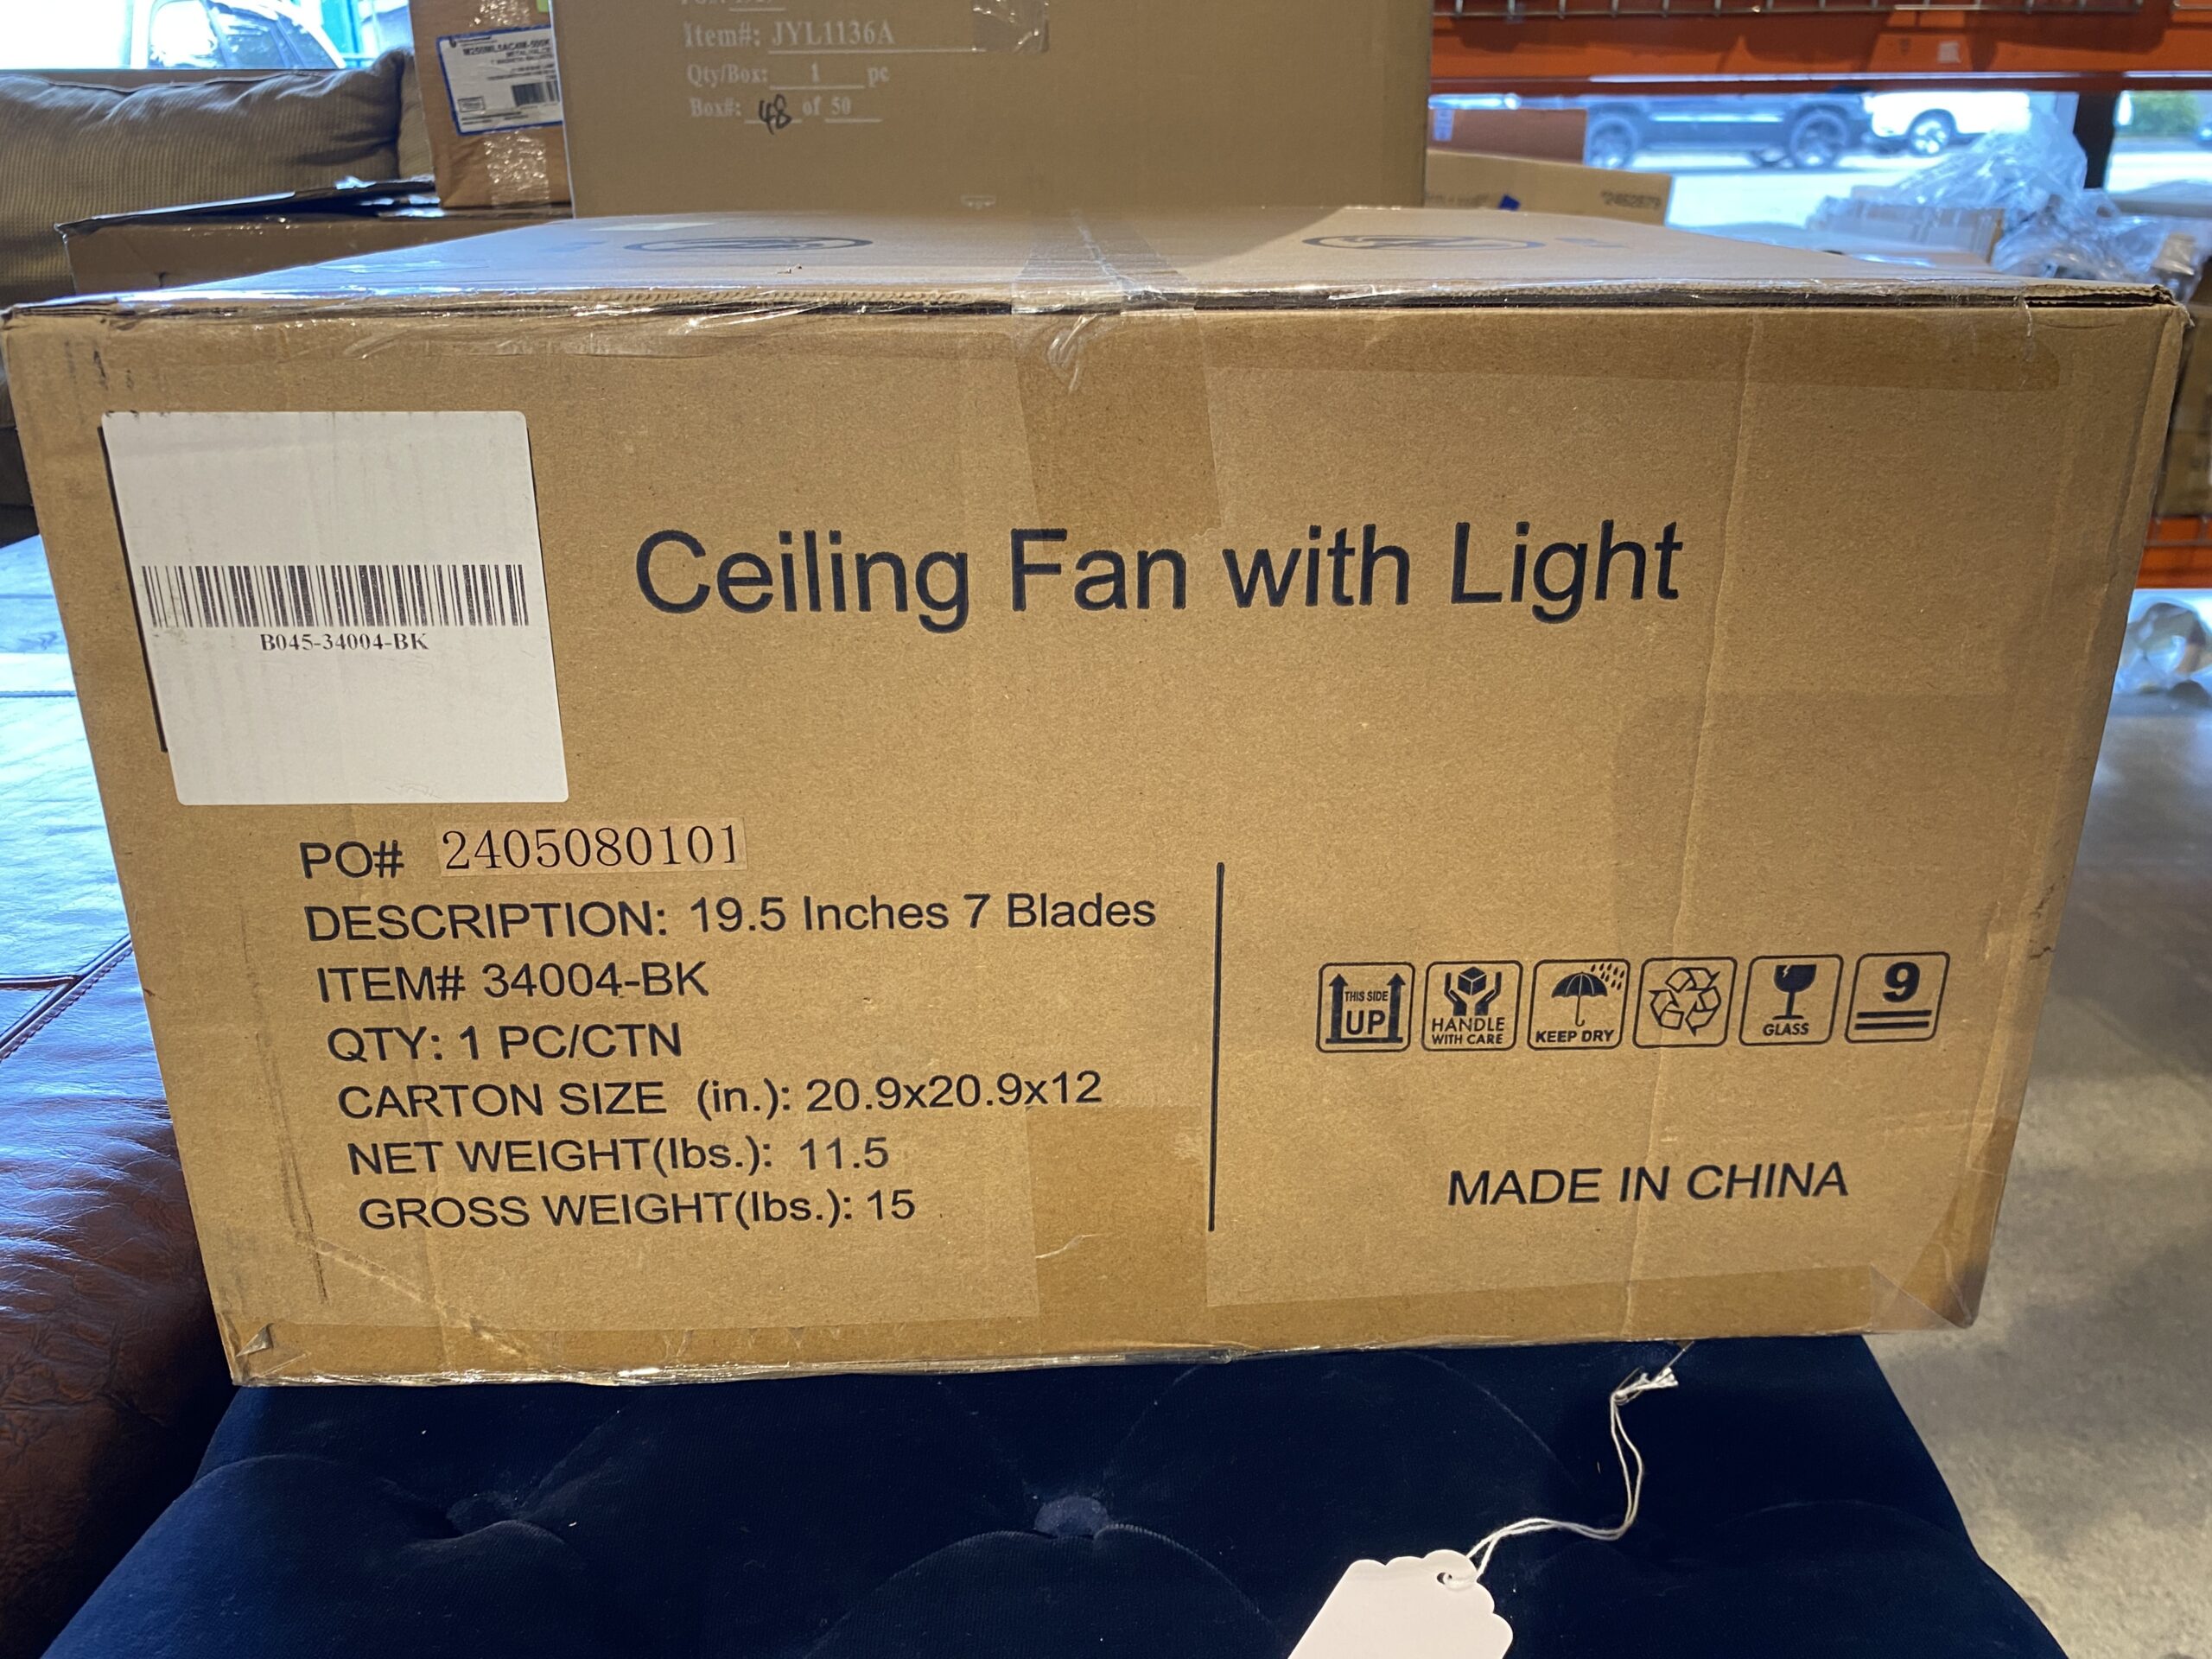 Item#: JYL1136A
Qty/Box: 1 pc
Box#: 48 of 50
Ceiling Fan with Light
B045-34004-BK
PO# 2405080101
DESCRIPTION: 19.5 Inches 7 Blades
ITEM# 34004-BK
QTY: 1 PC/CTN
CARTON SIZE (in.): 20.9x20.9x12
NET WEIGHT(lbs.): 11.5
GROSS WEIGHT(lbs.): 15
THIS SIDE
UP
HANDLE
WITH CARE
KEEP DRY
GLASS
9
MADE IN CHINA